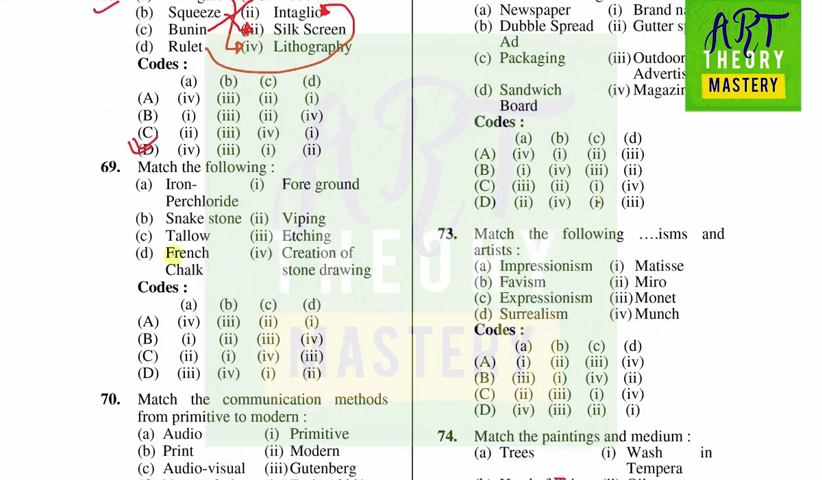 (b) Squeeze (ii) Intaglio
(c) Bunin (iii) Silk Screen
(d) Rulet (iv) Lithography
Codes :
(a) (b) (c) (d)
(A) (iv) (iii) (ii) (i)
(B) (i) (iii) (ii) (iv)
(C) (ii) (iii) (iv) (i)
(D) (iv) (iii) (i) (ii)
69. Match the following :
(a) Iron- (i) Fore ground
Perchloride
(b) Snake stone (ii) Viping
(c) Tallow (iii) Etching
(d) French (iv) Creation of
Chalk stone drawing
Codes :
(a) (b) (c) (d)
(A) (iv) (iii) (ii) (i)
(B) (i) (ii) (iii) (iv)
(C) (ii) (i) (iv) (iii)
(D) (iii) (iv) (i) (ii)
70. Match the communication methods
from primitive to modern :
(a) Audio (i) Primitive
(b) Print (ii) Modern
(c) Audio-visual (iii) Gutenberg
(a) Newspaper (i) Brand
(b) Dubble Spread (ii) Gutter
Ad
(c) Packaging (iii) Outdoor
Advertis
(d) Sandwich (iv) Magazin
Board
Codes :
(a) (b) (c) (d)
(A) (iv) (i) (ii) (iii)
(B) (i) (iv) (iii) (ii)
(C) (iii) (ii) (i) (iv)
(D) (ii) (iv) (i) (iii)
73. Match the following ….isms and
artists :
(a) Impressionism (i) Matisse
(b) Favism (ii) Miro
(c) Expressionism (iii) Monet
(d) Surrealism (iv) Munch
Codes :
(a) (b) (c) (d)
(A) (i) (ii) (iii) (iv)
(B) (iii) (i) (iv) (ii)
(C) (ii) (iii) (i) (iv)
(D) (iv) (iii) (ii) (i)
74. Match the paintings and medium :
(a) Trees (i) Wash in
Tempera
ART
THEORY
MASTERY
ART
THEORY
MASTERY